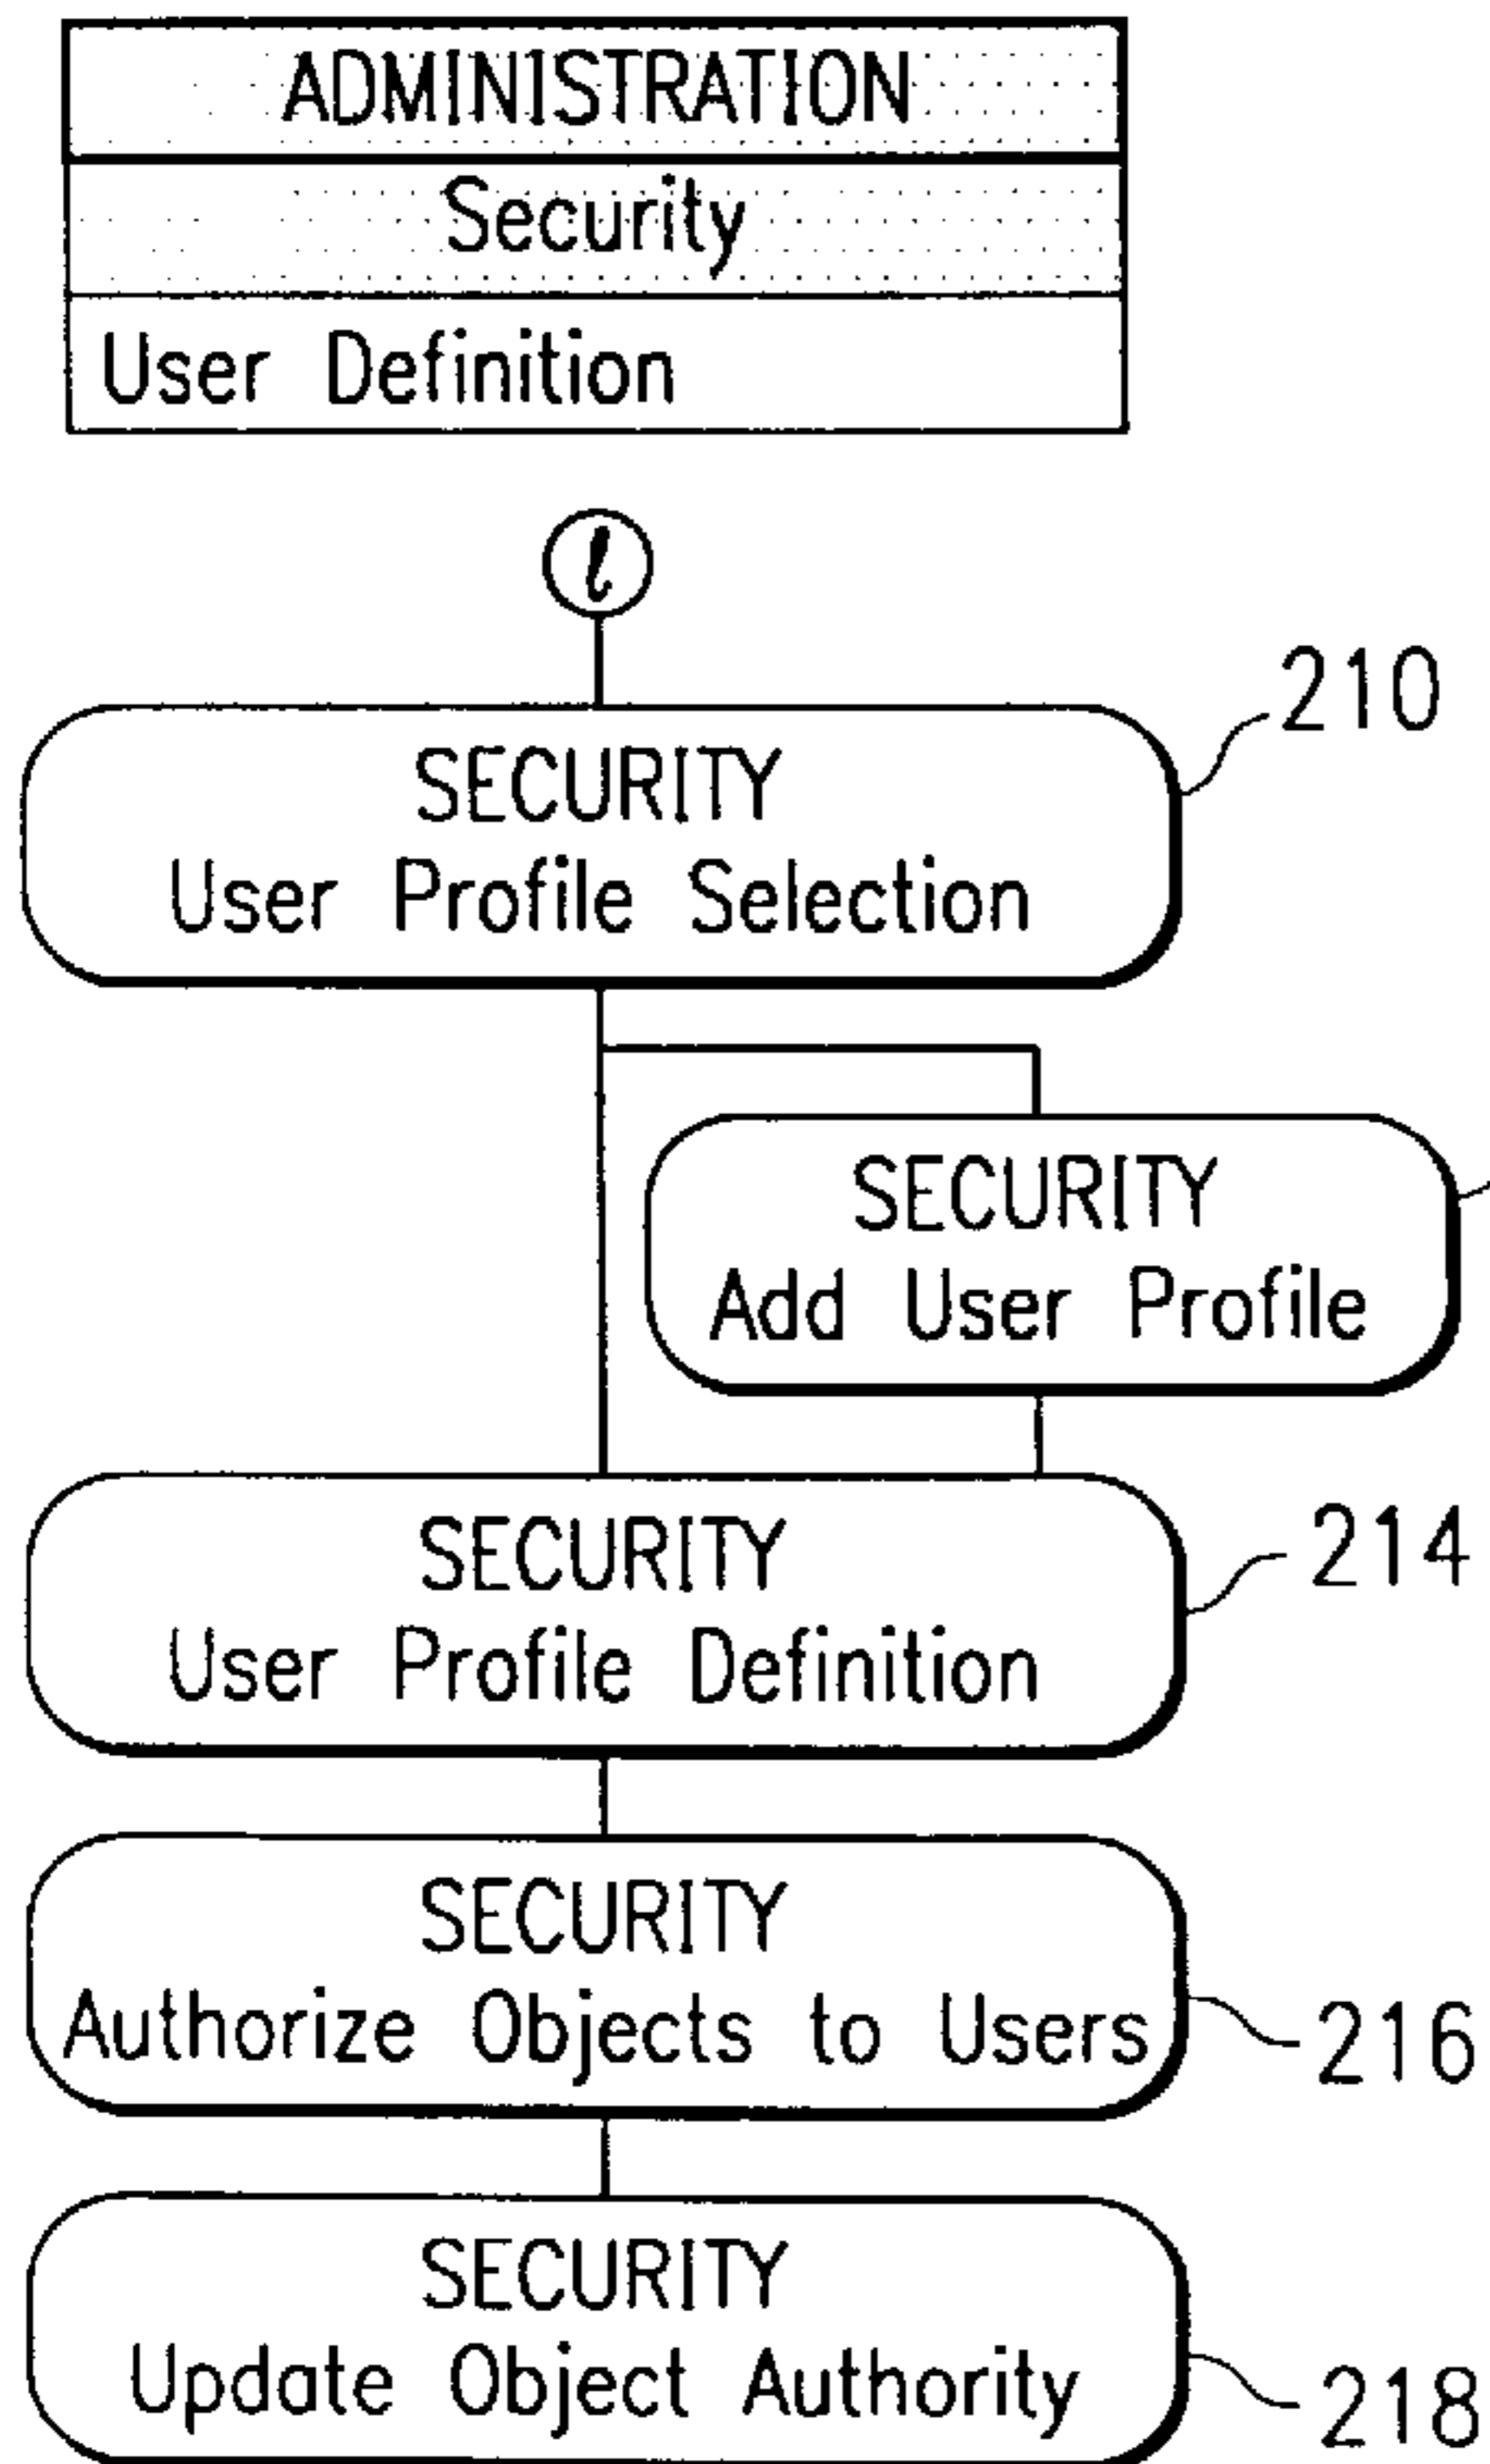 ADMINISTRATION
Security
User Definition
l
SECURITY
User Profile Selection
210
SECURITY
Add User Profile
SECURITY
User Profile Definition
214
SECURITY
Authorize Objects to Users
216
SECURITY
Update Object Authority
218